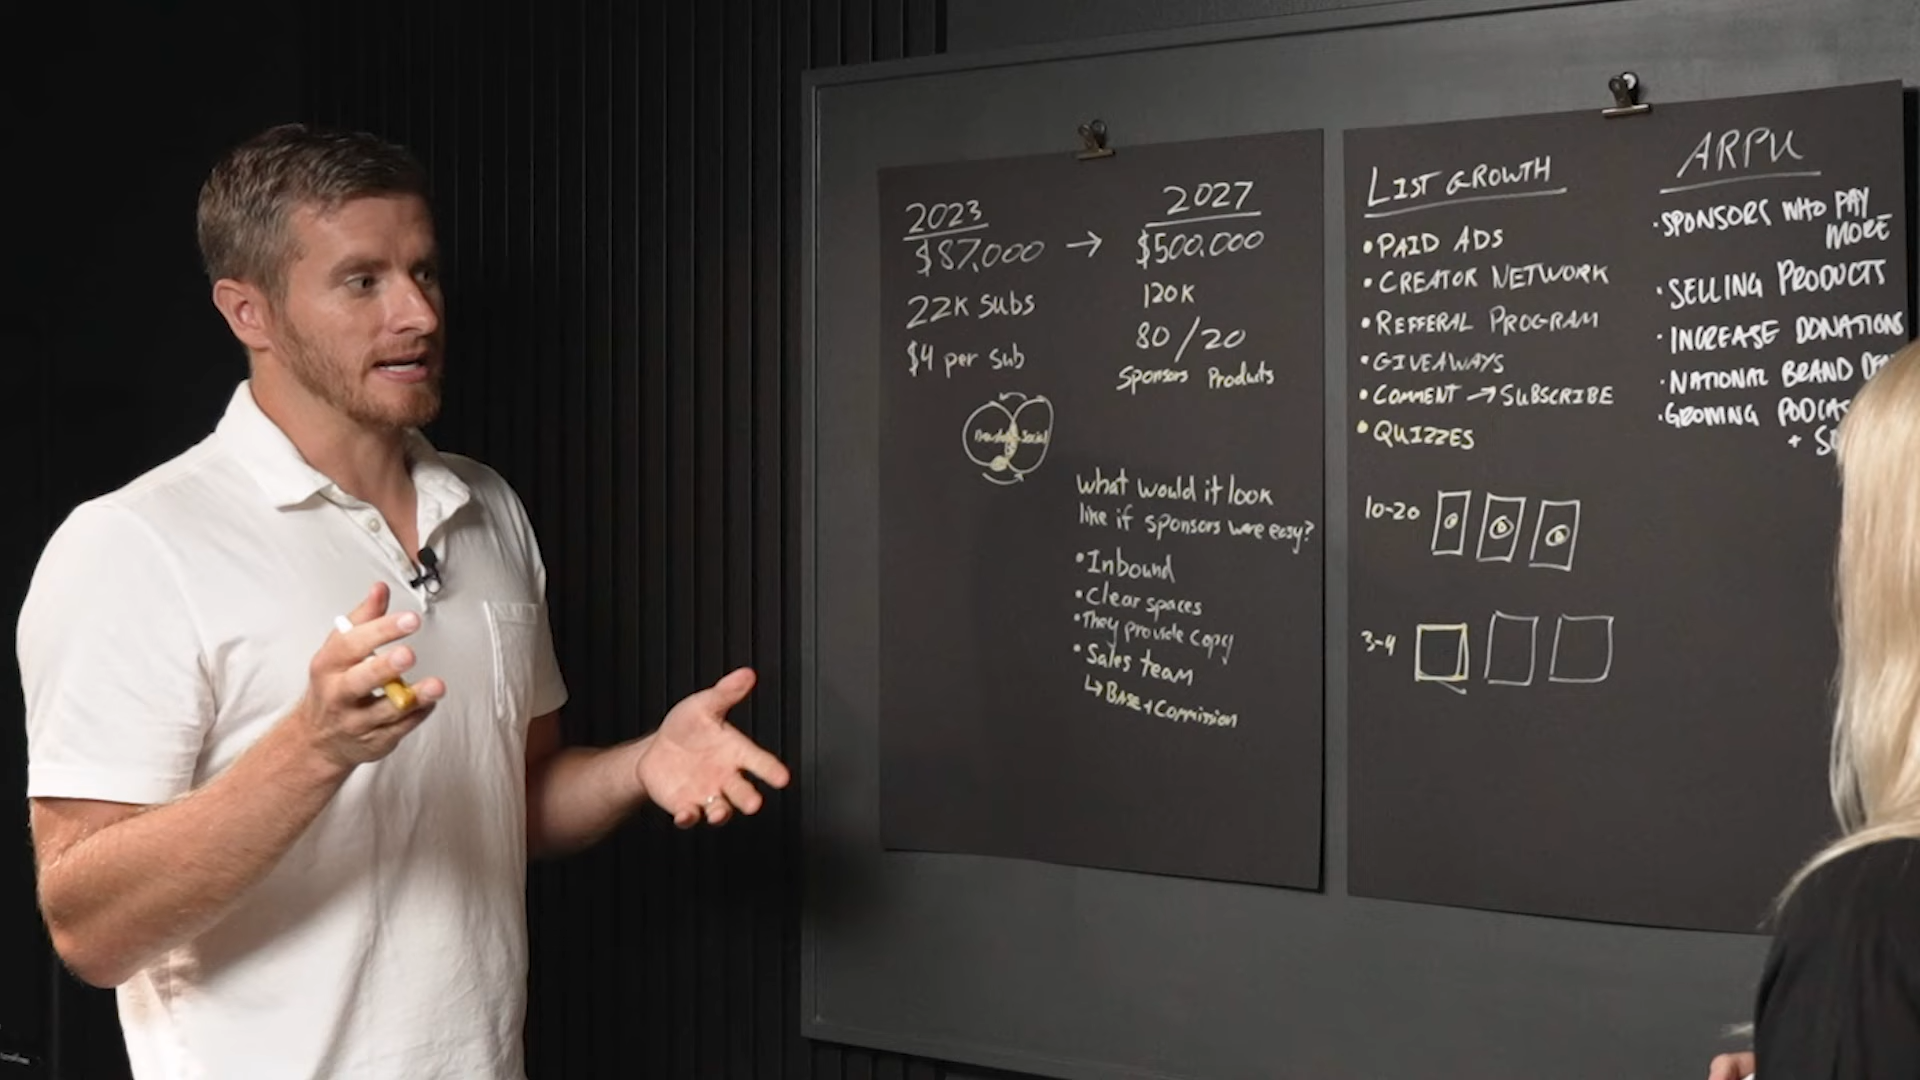 2023
$87,000 →
22K subs
$4 per sub
Social
2027
$500,000
120K
80/20
Sponsors Products
what would it look
like if sponsors were easy?
• Inbound
• Clear spaces
• They provide copy
• Sales team
↳ BASE + Commission
LIST GROWTH
• PAID ADS
• CREATOR NETWORK
• REFFERAL PROGRAM
• GIVEAWAYS
• COMMENT → SUBSCRIBE
• QUIZZES
10-20
3-4
ARPU
• SPONSORS WHO PAY
MORE
• SELLING PRODUCTS
• INCREASE DONATIONS
• NATIONAL BRAND
• GROWING
+